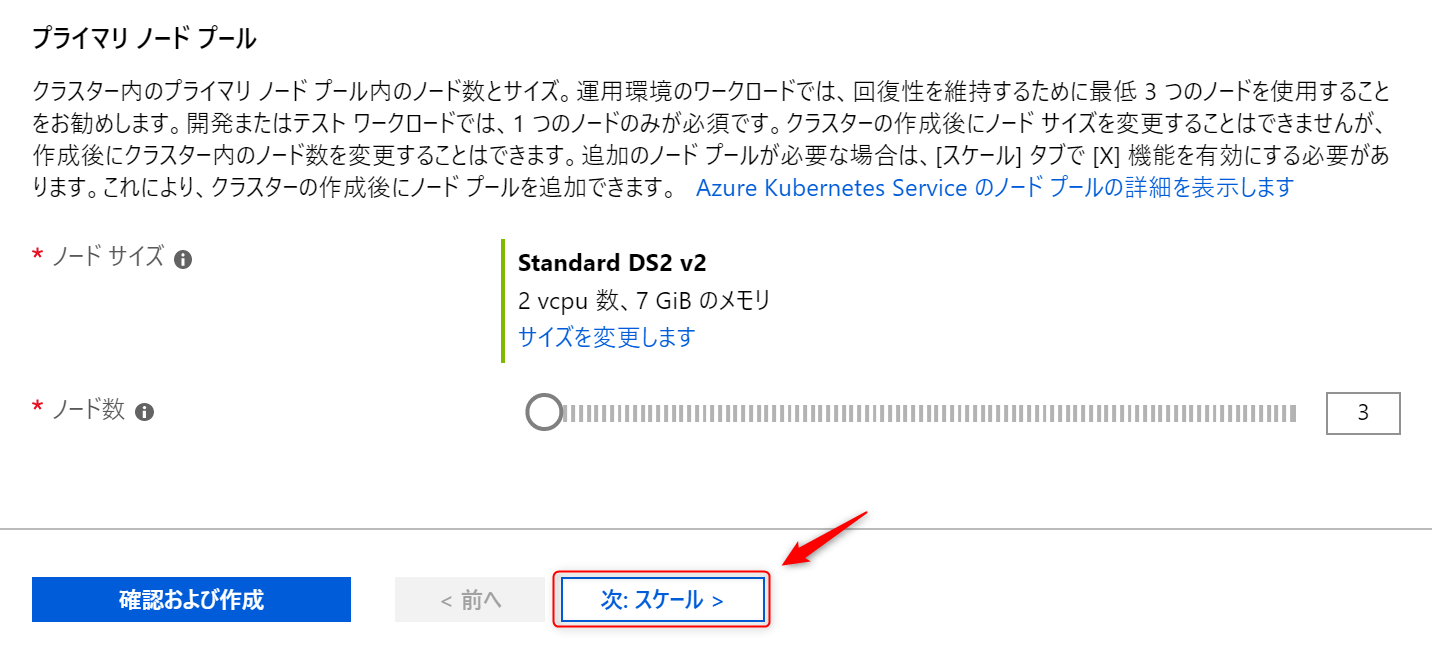 プライマリ ノード プール
クラスター内のプライマリ ノード プール内のノード数とサイズ。運用環境のワークロードでは、回復性を維持するために最低 3 つのノードを使用すること
をお勧めします。開発またはテスト ワークロードでは、1 つのノードのみが必須です。クラスターの作成後にノード サイズを変更することはできませんが、
作成後にクラスター内のノード数を変更することはできます。追加のノード プールが必要な場合は、[スケール] タブで [X] 機能を有効にする必要があ
ります。これにより、クラスターの作成後にノード プールを追加できます。 Azure Kubernetes Service のノード プールの詳細を表示します
* ノード サイズ
Standard DS2 v2
2 vcpu 数、7 GiB のメモリ
サイズを変更します
* ノード数
3
確認および作成
< 前へ
次: スケール >